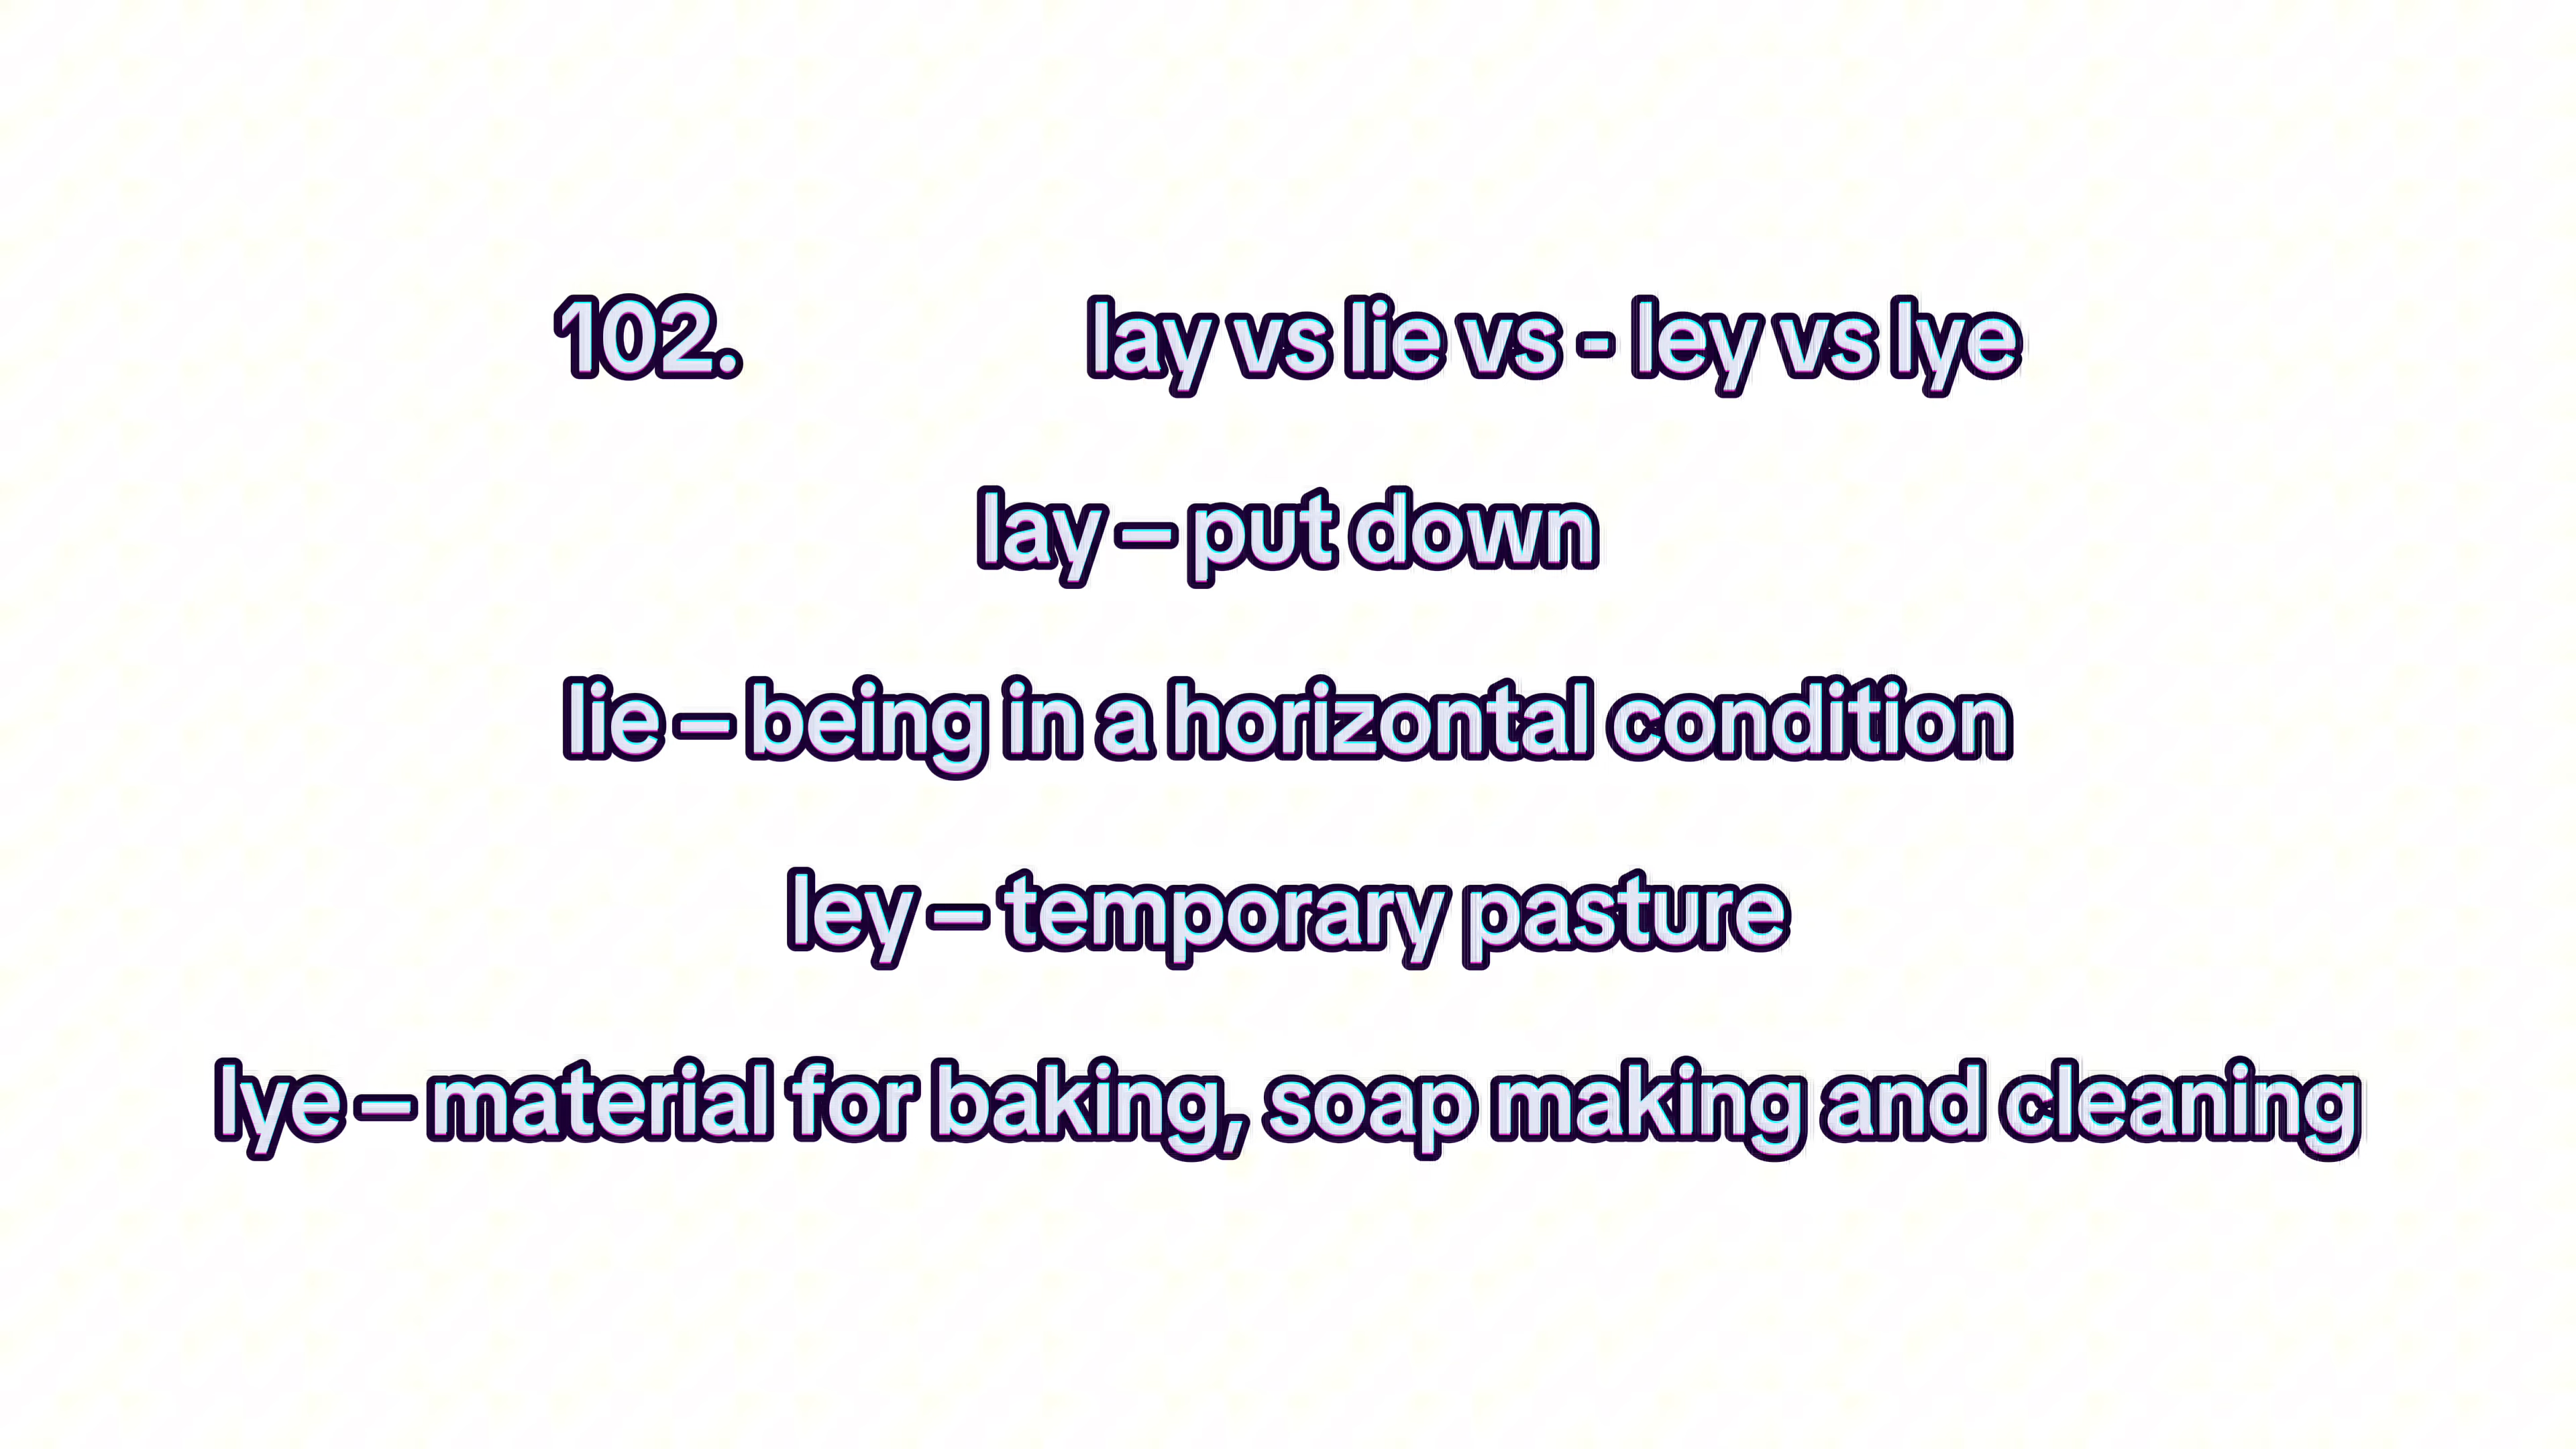 102. lay vs lie vs - ley vs lye
lay – put down
lie – being in a horizontal condition
ley – temporary pasture
lye – material for baking, soap making and cleaning